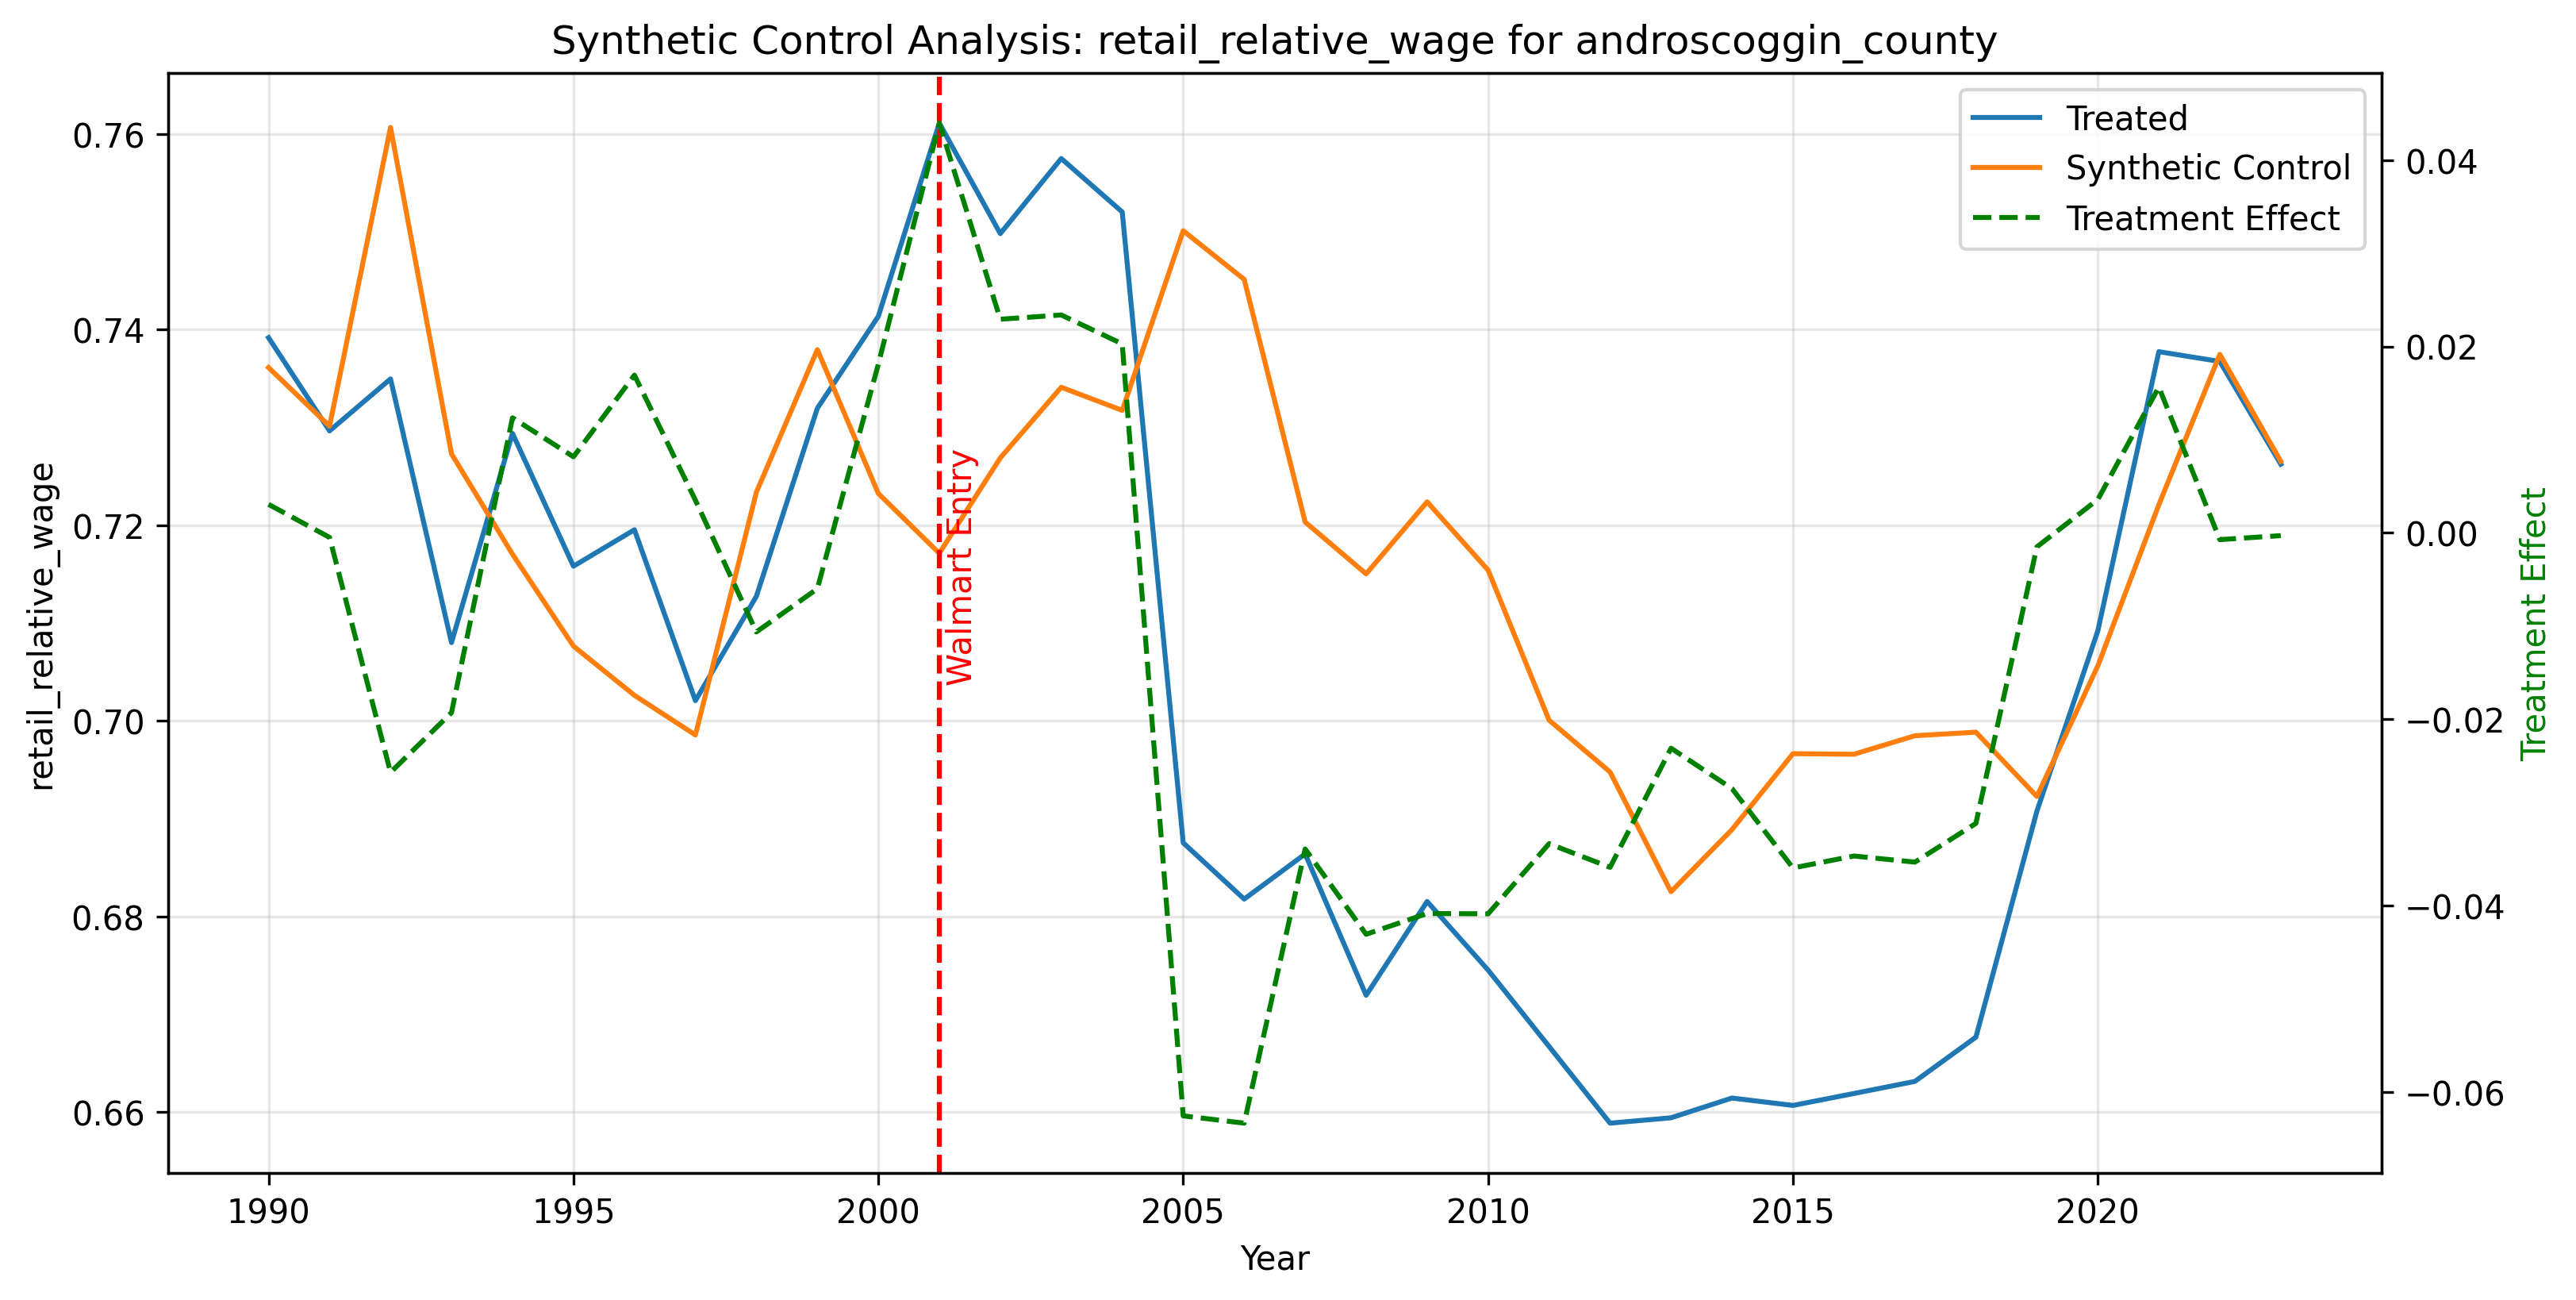 Synthetic Control Analysis: retail_relative_wage for androscoggin_county
Treated
Synthetic Control
Treatment Effect
retail_relative_wage
0.76
0.74
0.72
0.70
0.68
0.66
Walmart Entry
0.04
0.02
0.00
−0.02
−0.04
−0.06
Treatment Effect
1990
1995
2000
2005
2010
2015
2020
Year